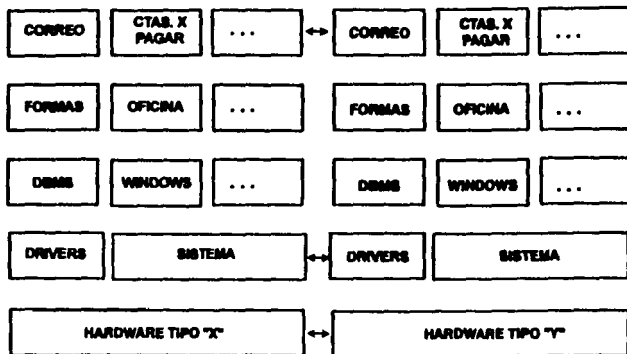 CORREO CTAS. X PAGAR ... CORREO CTAS. X PAGAR ...
FORMAS OFICINA ... FORMAS OFICINA ...
DBMS WINDOWS ... DBMS WINDOWS ...
DRIVERS SISTEMA DRIVERS SISTEMA
HARDWARE TIPO "X" HARDWARE TIPO "Y"